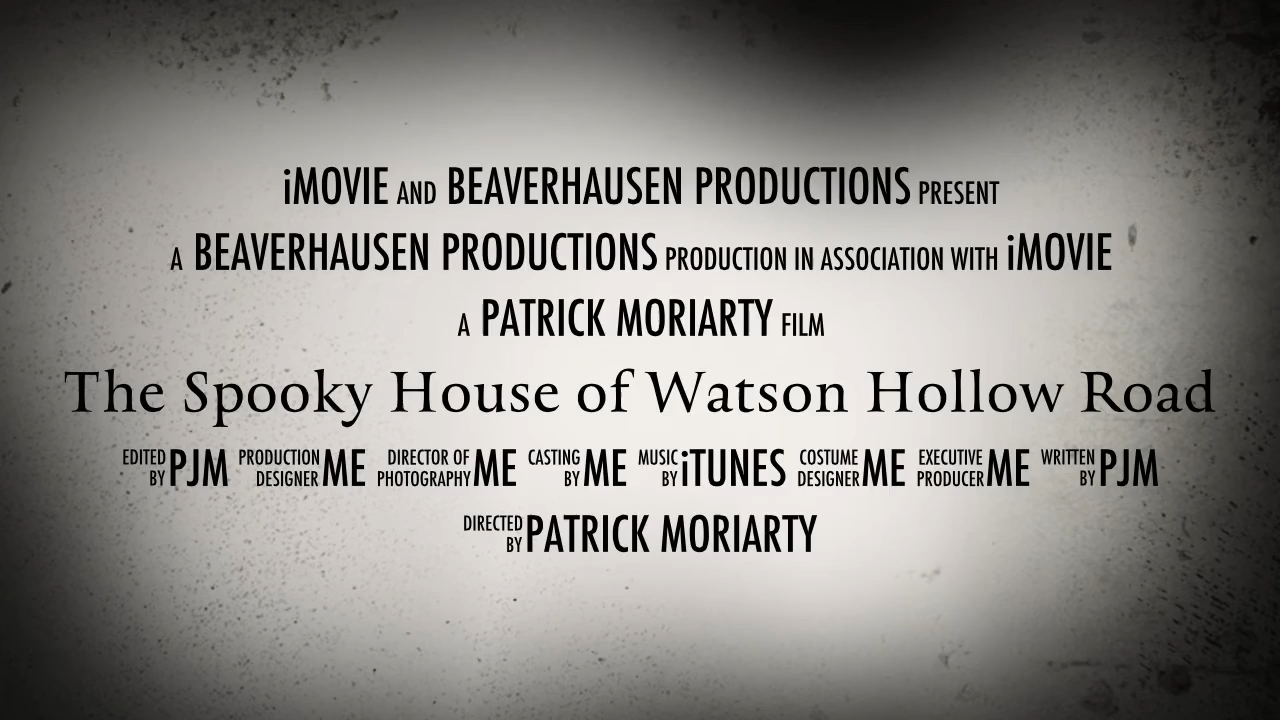 iMOVIE AND BEAVERHAUSEN PRODUCTIONS PRESENT
A BEAVERHAUSEN PRODUCTIONS PRODUCTION IN ASSOCIATION WITH iMOVIE
A PATRICK MORIARTY FILM
The Spooky House of Watson Hollow Road
EDITED BY PJM PRODUCTION DESIGNER ME DIRECTOR OF PHOTOGRAPHY ME CASTING BY ME MUSIC BY iTUNES COSTUME DESIGNER ME EXECUTIVE PRODUCER ME WRITTEN BY PJM
DIRECTED BY PATRICK MORIARTY